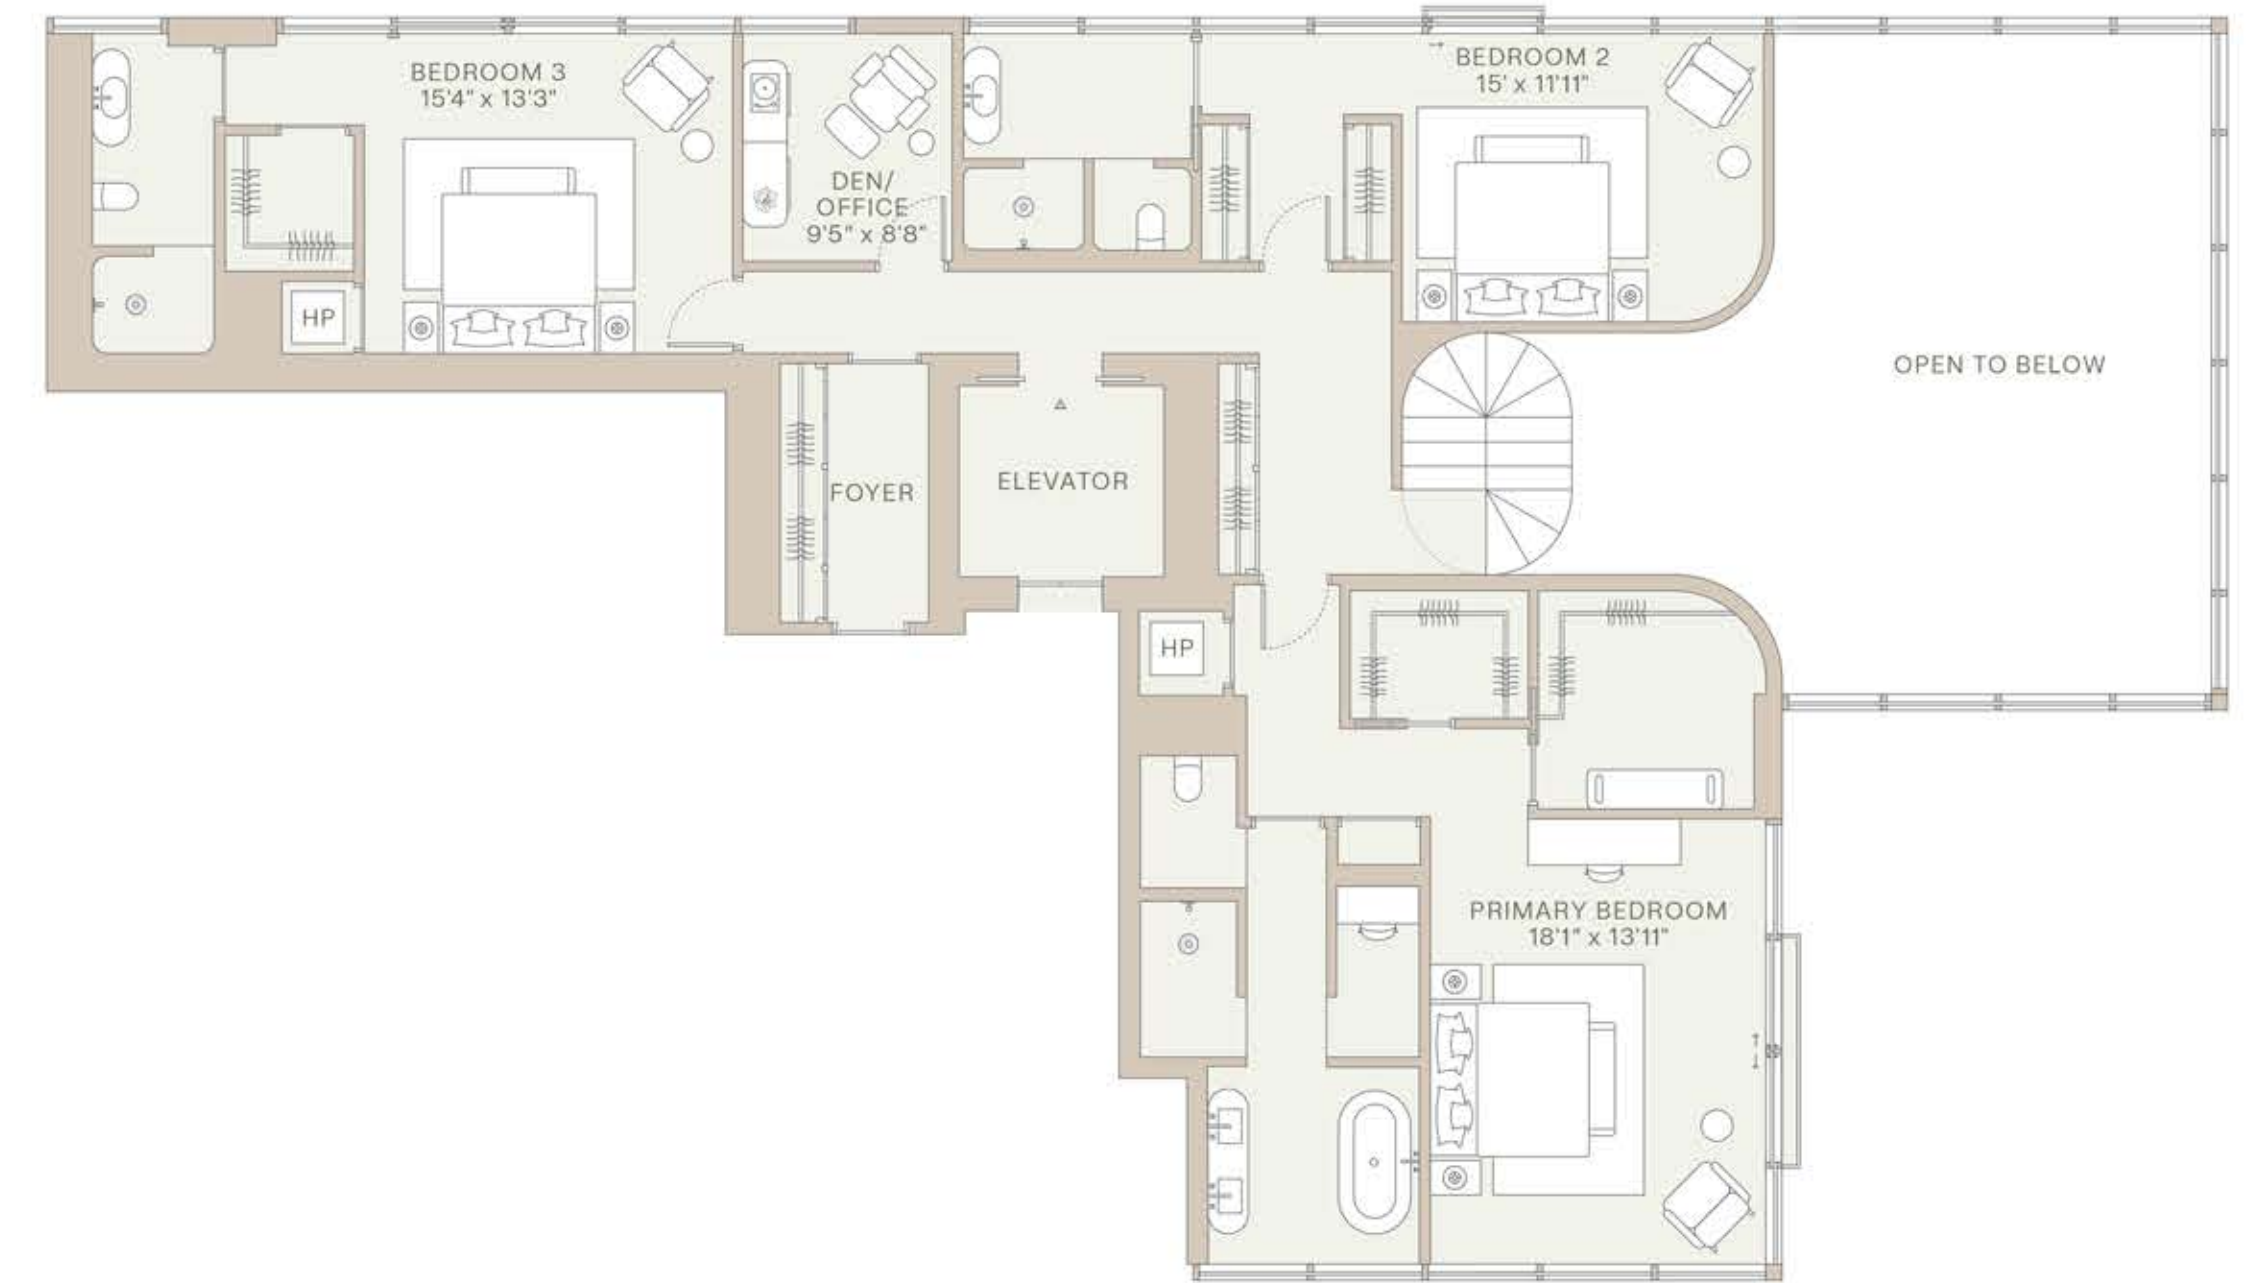 BEDROOM 3
15'4" x 13'3"
DEN/
OFFICE
9'5" x 8'8"
BEDROOM 2
15' x 11'11"
HP
OPEN TO BELOW
FOYER
ELEVATOR
HP
PRIMARY BEDROOM
18'1" x 13'11"